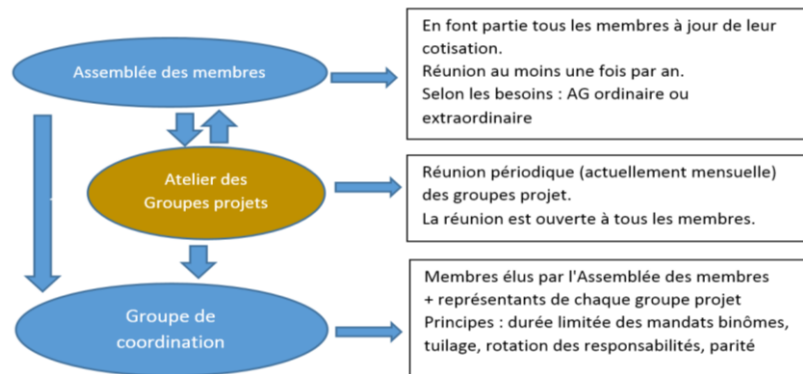 Assemblée des membres
En font partie tous les membres à jour de leur
cotisation.
Réunion au moins une fois par an.
Selon les besoins : AG ordinaire ou
extraordinaire
Atelier des
Groupes projets
Réunion périodique (actuellement mensuelle)
des groupes projet.
La réunion est ouverte à tous les membres.
Groupe de
coordination
Membres élus par l'Assemblée des membres
+ représentants de chaque groupe projet
Principes : durée limitée des mandats binômes,
tuilage, rotation des responsabilités, parité